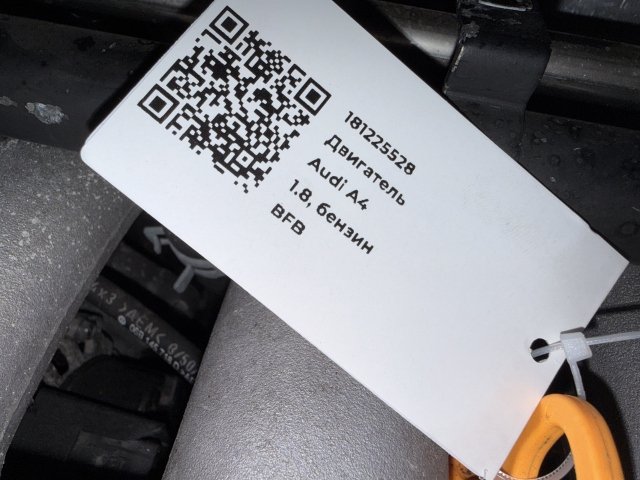 181225528
Двигатель
Audi A4
1.8, бензин
BFB